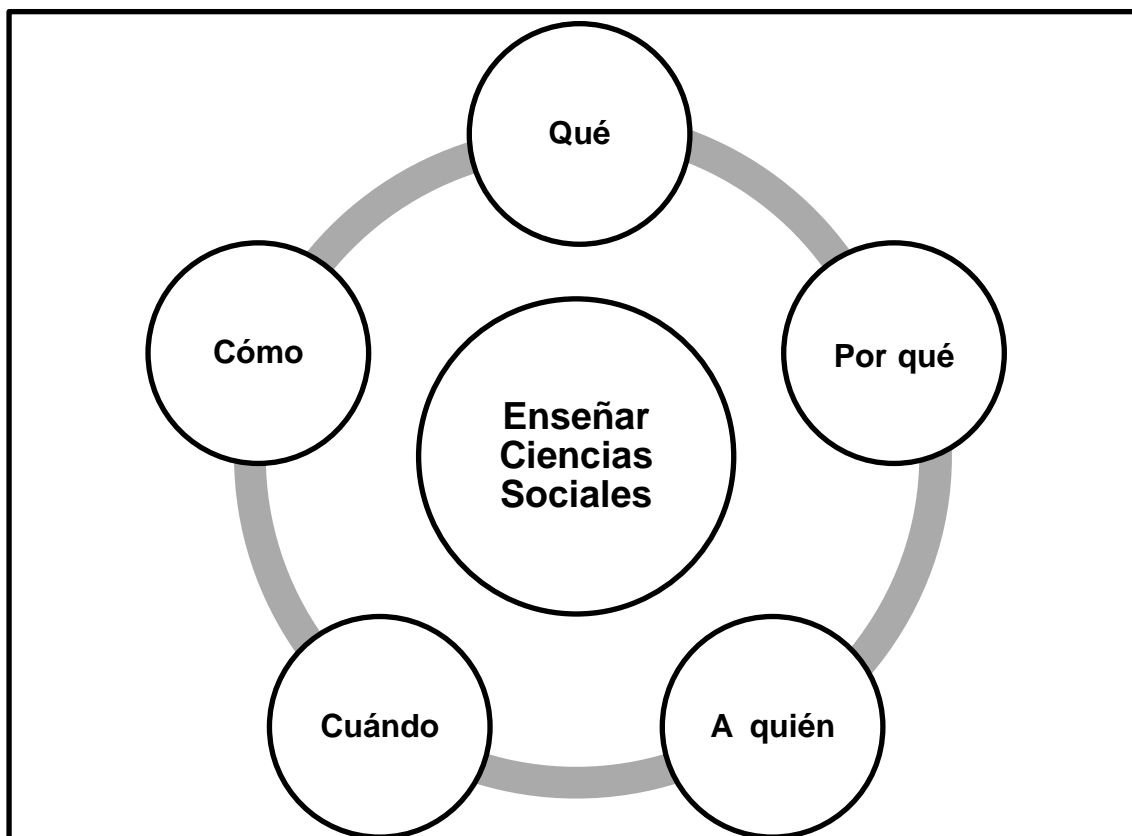 Qué
Por qué
A quién
Cuándo
Cómo
Enseñar
Ciencias
Sociales